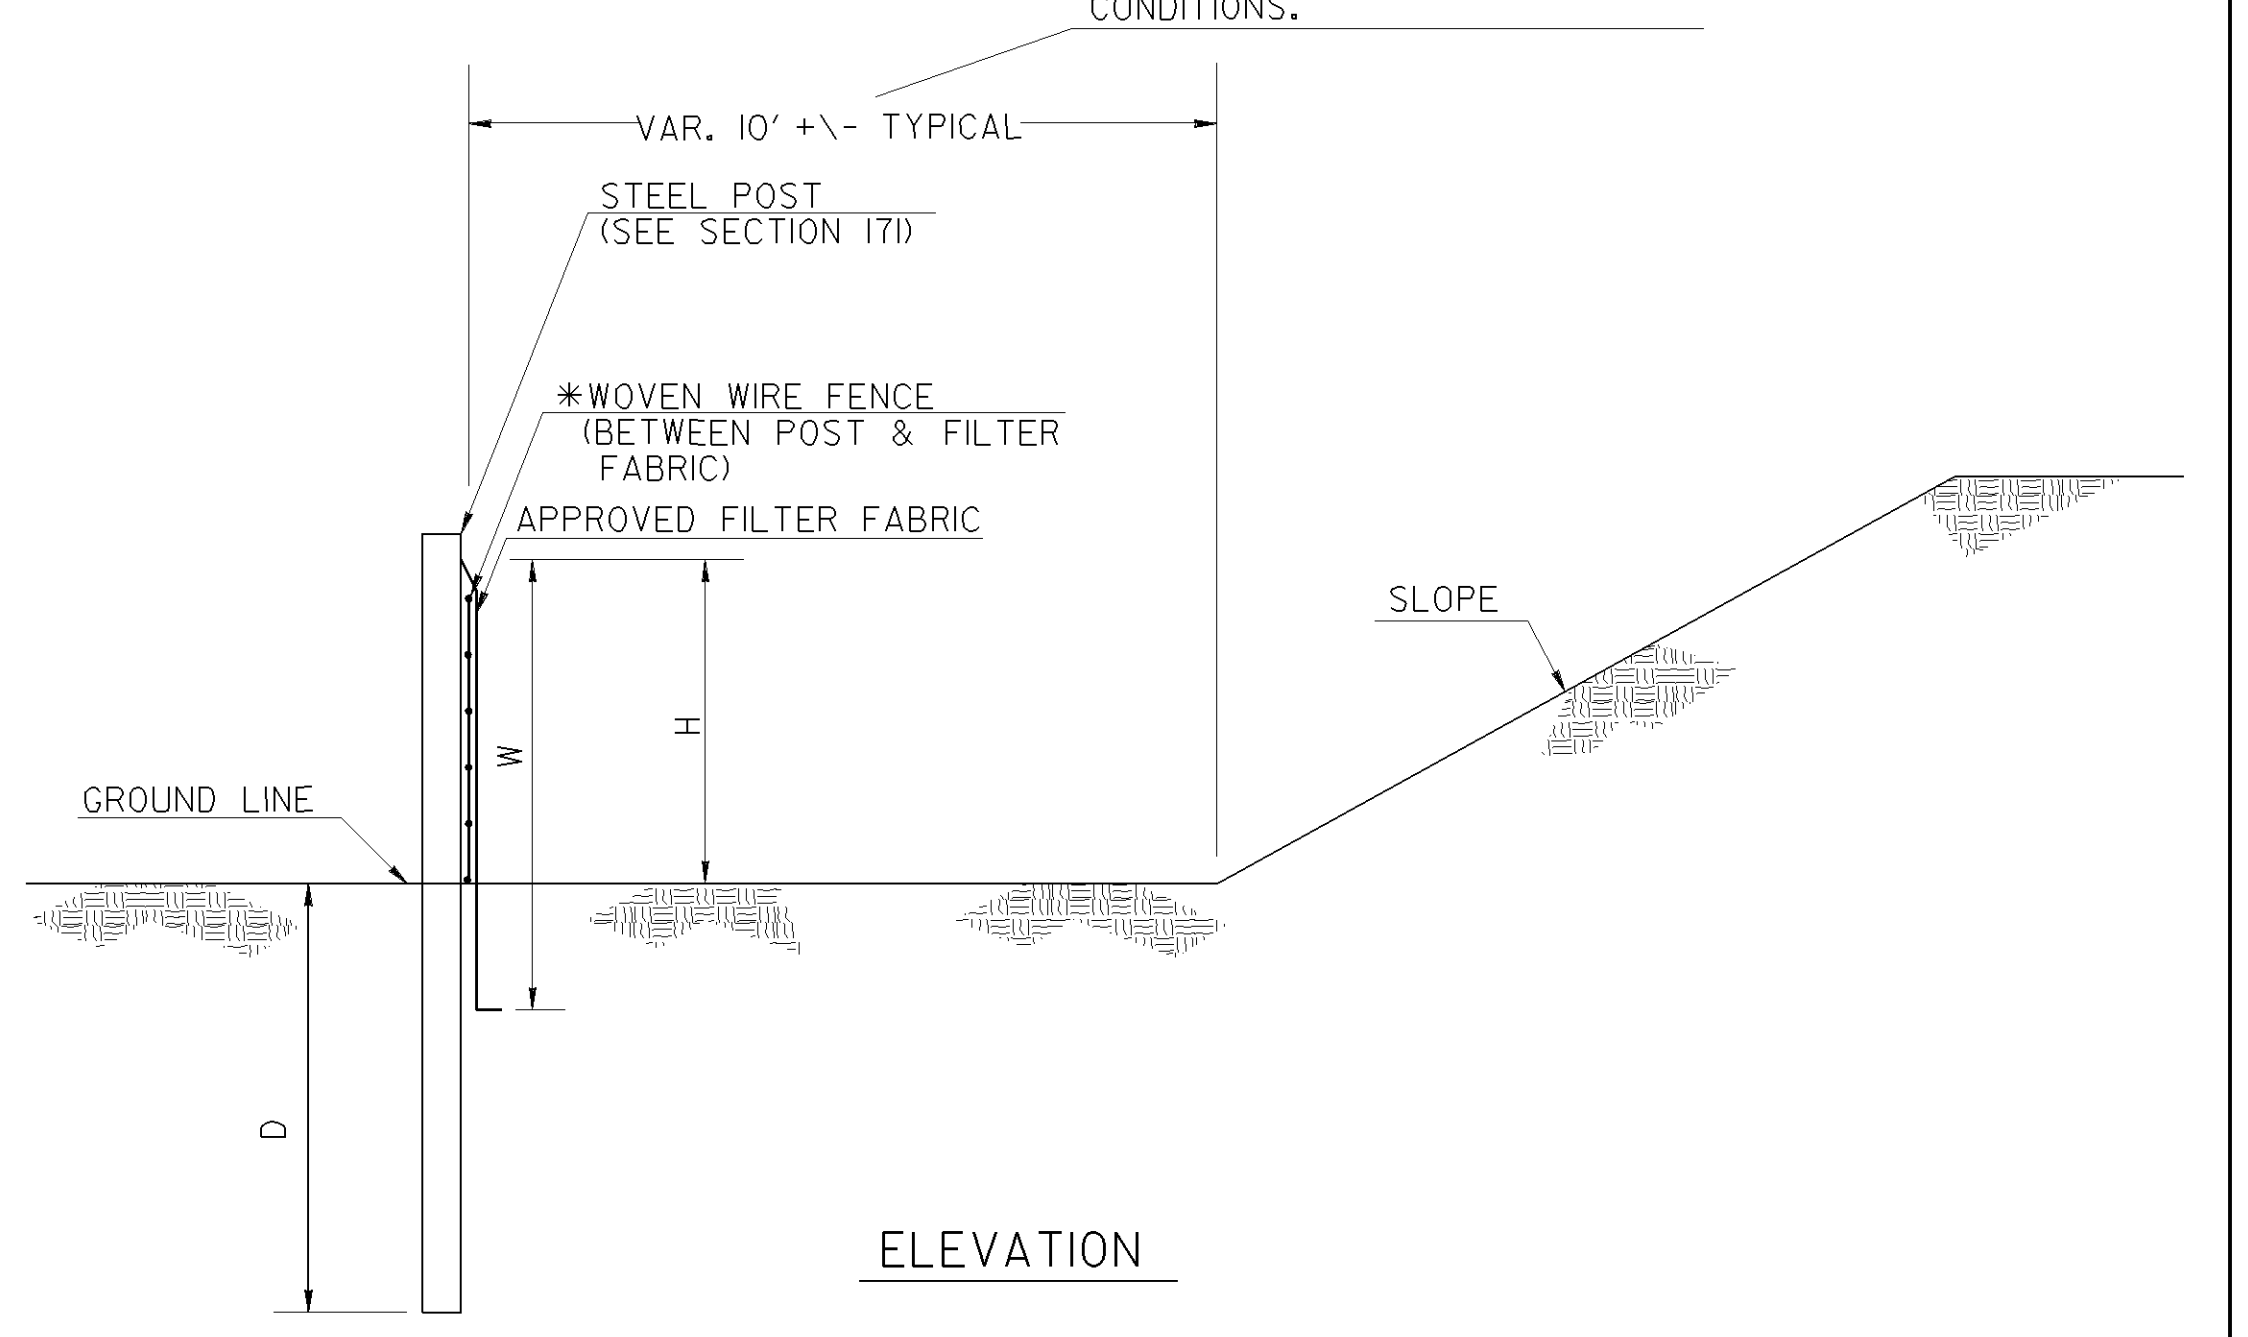 CONDITIONS.
VAR. 10' +\- TYPICAL
STEEL POST
(SEE SECTION 171)
*WOVEN WIRE FENCE
(BETWEEN POST & FILTER
FABRIC)
APPROVED FILTER FABRIC
SLOPE
H
W
GROUND LINE
D
ELEVATION